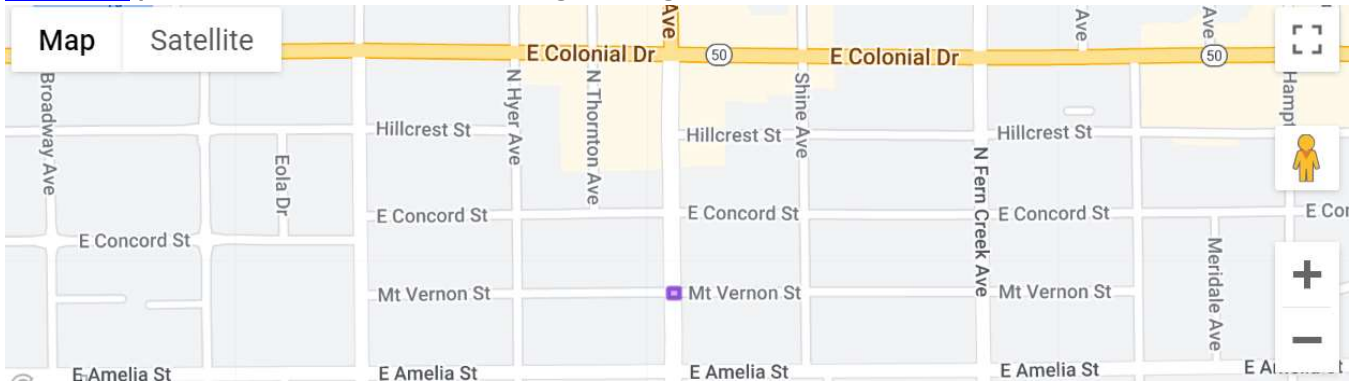 Map
Satellite
Ave
Ave
Ave
E Colonial Dr
50
E Colonial Dr
50
Broadway Ave
N Hyer Ave
N Thornton Ave
Shine Ave
Hillcrest St
Hillcrest St
Hillcrest St
Eola Dr
N Fern Creek Ave
E Concord St
E Concord St
E Concord St
E Concord St
E Co
Meridale Ave
Mt Vernon St
Mt Vernon St
Mt Vernon St
E Amelia St
E Amelia St
E Amelia St
E Amelia St